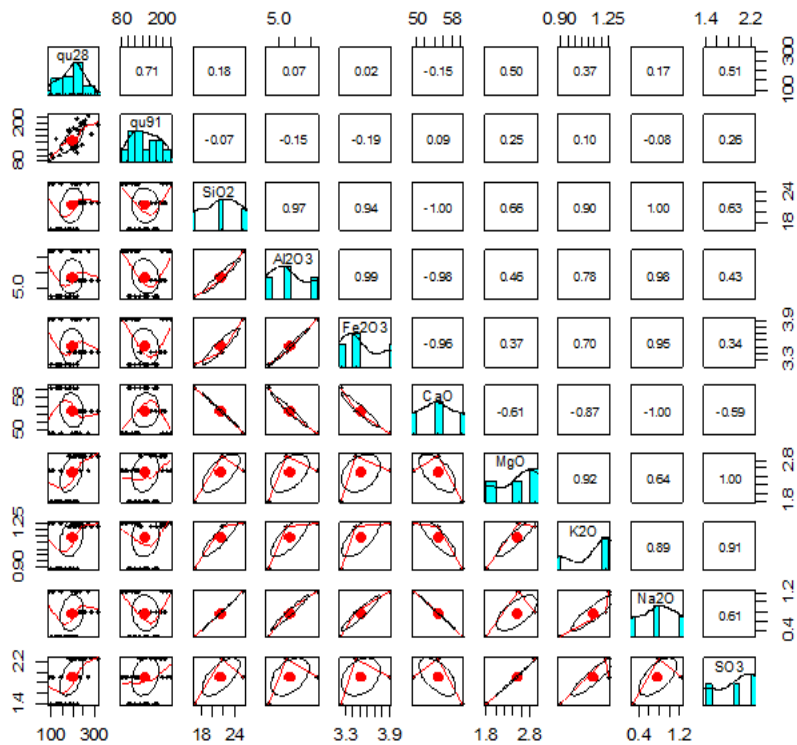 80 200 5.0 50 58 0.90 1.25 1.4 2.2
qu28 0.71 0.18 0.07 0.02 -0.15 0.50 0.37 0.17 0.51 100 300
80 200 qu91 -0.07 -0.15 -0.19 0.09 0.25 0.10 -0.08 0.26
SiO2 0.97 0.94 -1.00 0.66 0.90 1.00 0.63 18 24
5.0 Al2O3 0.99 -0.98 0.46 0.78 0.98 0.43
Fe2O3 -0.96 0.37 0.70 0.95 0.34 3.3 3.9
50 58 CaO -0.61 -0.87 -1.00 -0.59
MgO 0.92 0.64 1.00 1.8 2.8
0.90 1.25 K2O 0.89 0.91
Na2O 0.61 0.4 1.2
1.4 2.2 SO3
100 300 18 24 3.3 3.9 1.8 2.8 0.4 1.2